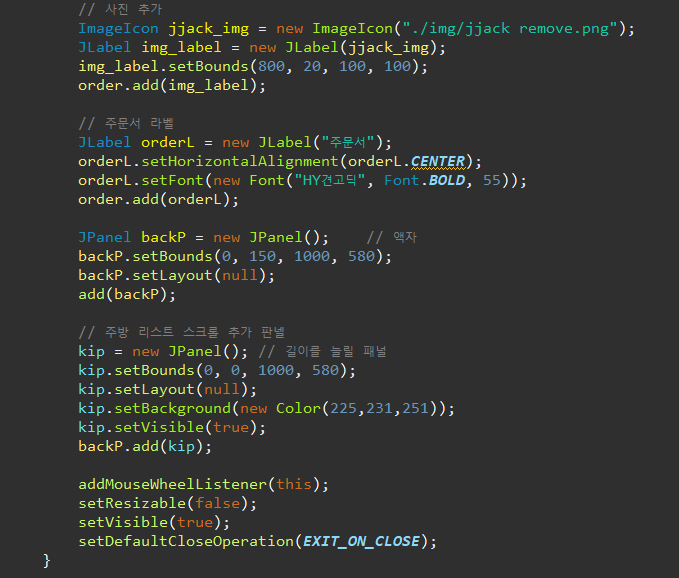 // 사진 추가
ImageIcon jjack_img = new ImageIcon("./img/jjack remove.png");
JLabel img_label = new JLabel(jjack_img);
img_label.setBounds(800, 20, 100, 100);
order.add(img_label);
// 주문서 라벨
JLabel orderL = new JLabel("주문서");
orderL.setHorizontalAlignment(orderL.CENTER);
orderL.setFont(new Font("HY견고딕", Font.BOLD, 55));
order.add(orderL);
JPanel backP = new JPanel();    // 액자
backP.setBounds(0, 150, 1000, 580);
backP.setLayout(null);
add(backP);
// 주방 리스트 스크롤 추가 판넬
kip = new JPanel(); // 길이를 늘릴 패널
kip.setBounds(0, 0, 1000, 580);
kip.setLayout(null);
kip.setBackground(new Color(225,231,251));
kip.setVisible(true);
backP.add(kip);
addMouseWheelListener(this);
setResizable(false);
setVisible(true);
setDefaultCloseOperation(EXIT_ON_CLOSE);
}